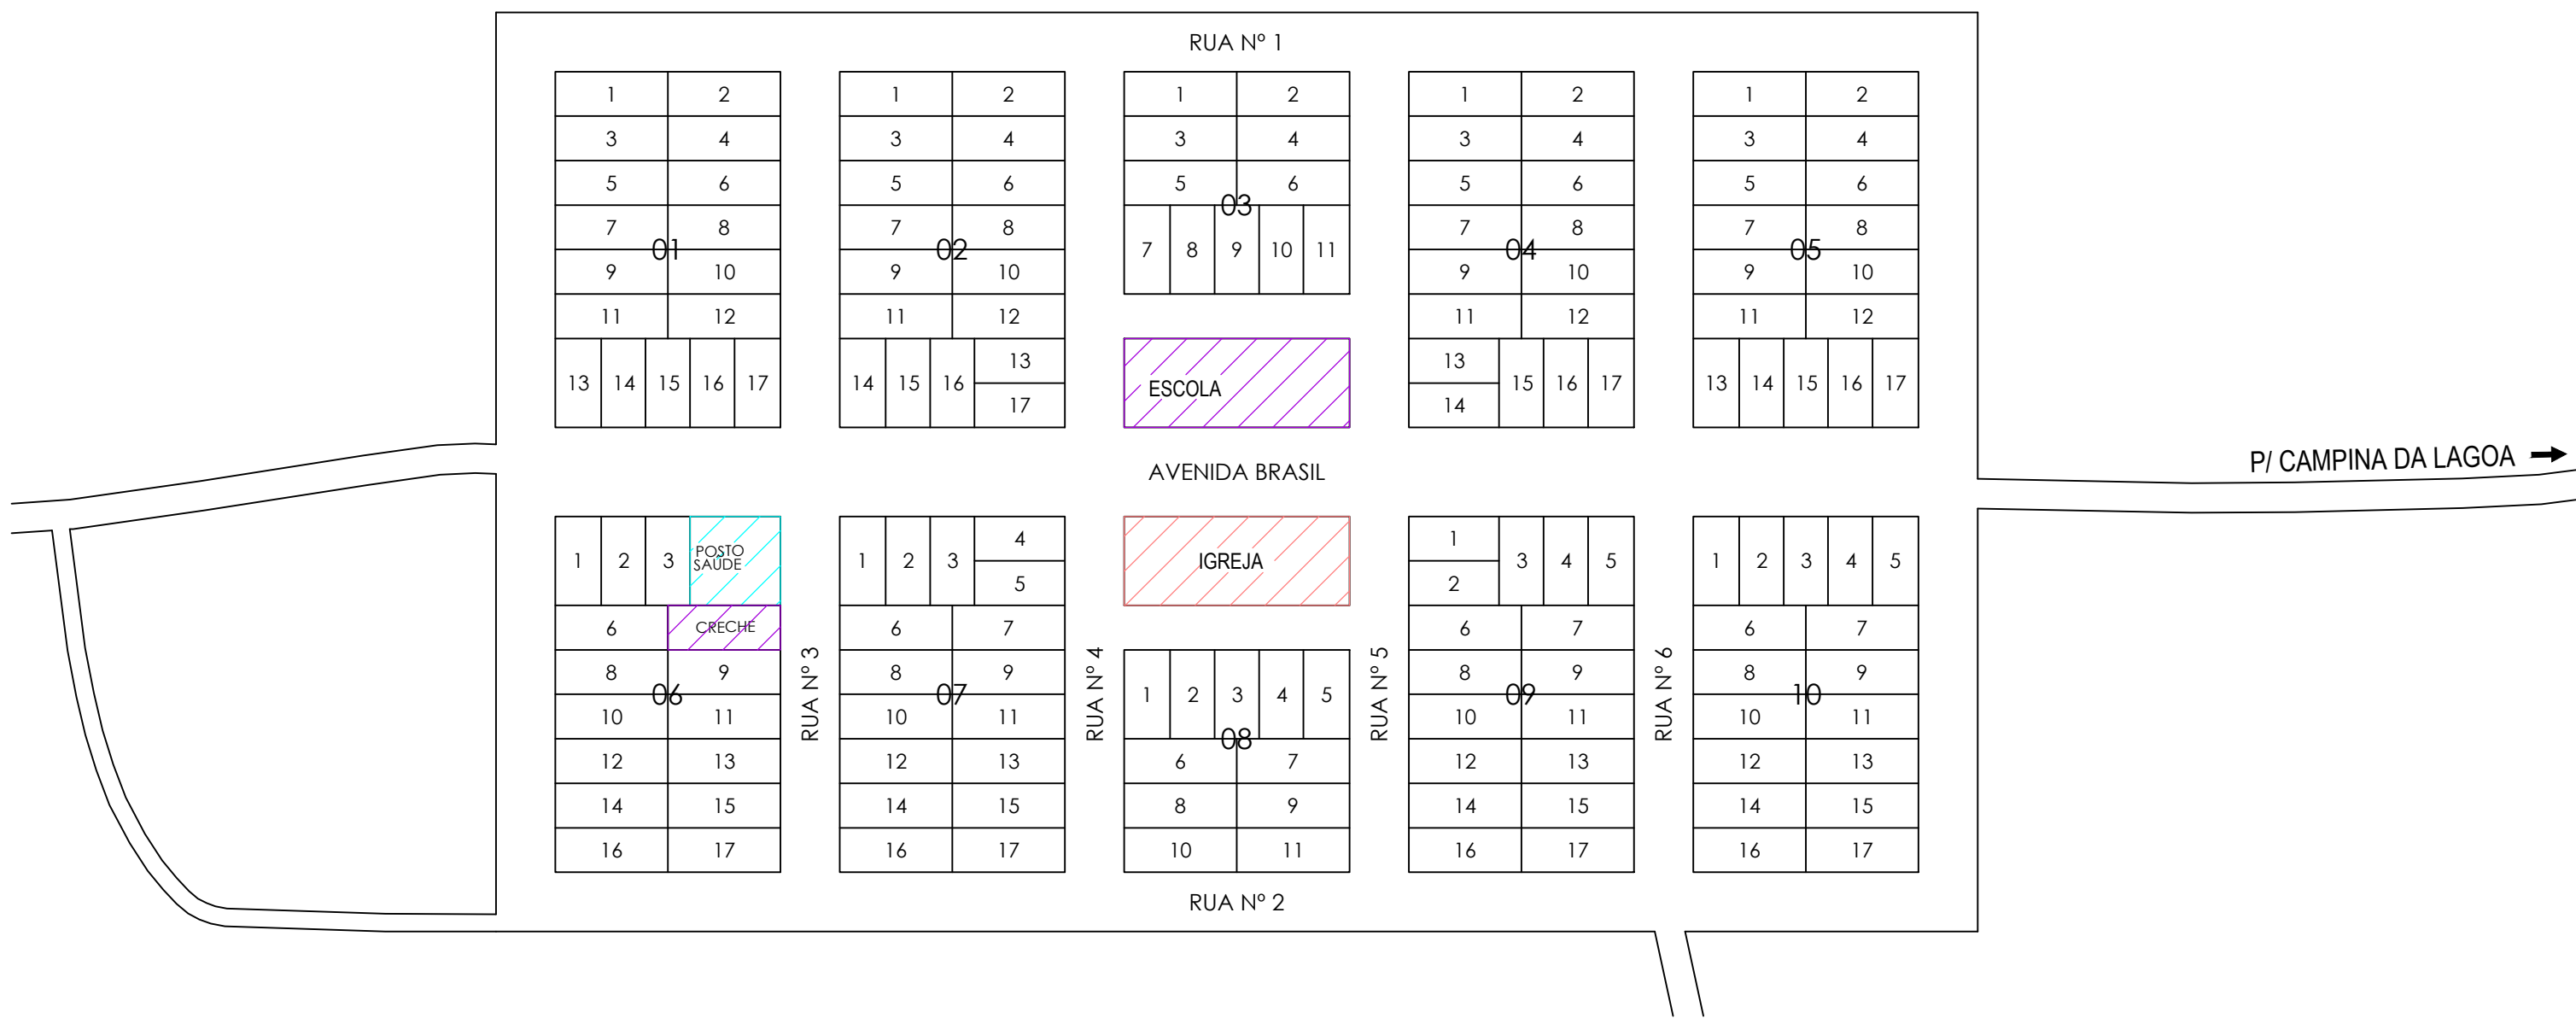 RUA Nº 1
1 2 1 2 1 2 1 2 1 2
3 4 3 4 3 4 3 4 3 4
5 6 5 6 5 6 5 6 5 6
03
7 8 7 8 7 8 7 8
01 02 7 8 9 10 11 04 05
9 10 9 10 9 10 9 10
11 12 11 12 11 12 11 12
13 13
13 14 15 16 17 14 15 16 ESCOLA 15 16 17 13 14 15 16 17
17 14
P/ CAMPINA DA LAGOA
AVENIDA BRASIL
4 1
1 2 3 POSTO
SAÚDE
1 2 3 IGREJA 3 4 5 1 2 3 4 5
5 2
6 CRECHE 6 7 6 7 6 7
8 9 8 9 8 9 8 9
06 07 1 2 3 4 5 09 10
RUA Nº 3 RUA Nº 4 RUA Nº 5 RUA Nº 6
10 11 10 11 10 11 10 11
08
12 13 12 13 6 7 12 13 12 13
14 15 14 15 8 9 14 15 14 15
16 17 16 17 10 11 16 17 16 17
RUA Nº 2